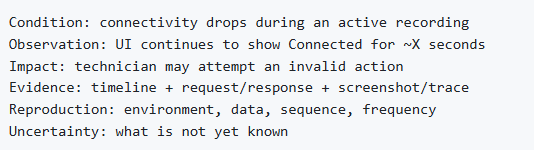 Condition: connectivity drops during an active recording
Observation: UI continues to show Connected for ~X seconds
Impact: technician may attempt an invalid action
Evidence: timeline + request/response + screenshot/trace
Reproduction: environment, data, sequence, frequency
Uncertainty: what is not yet known